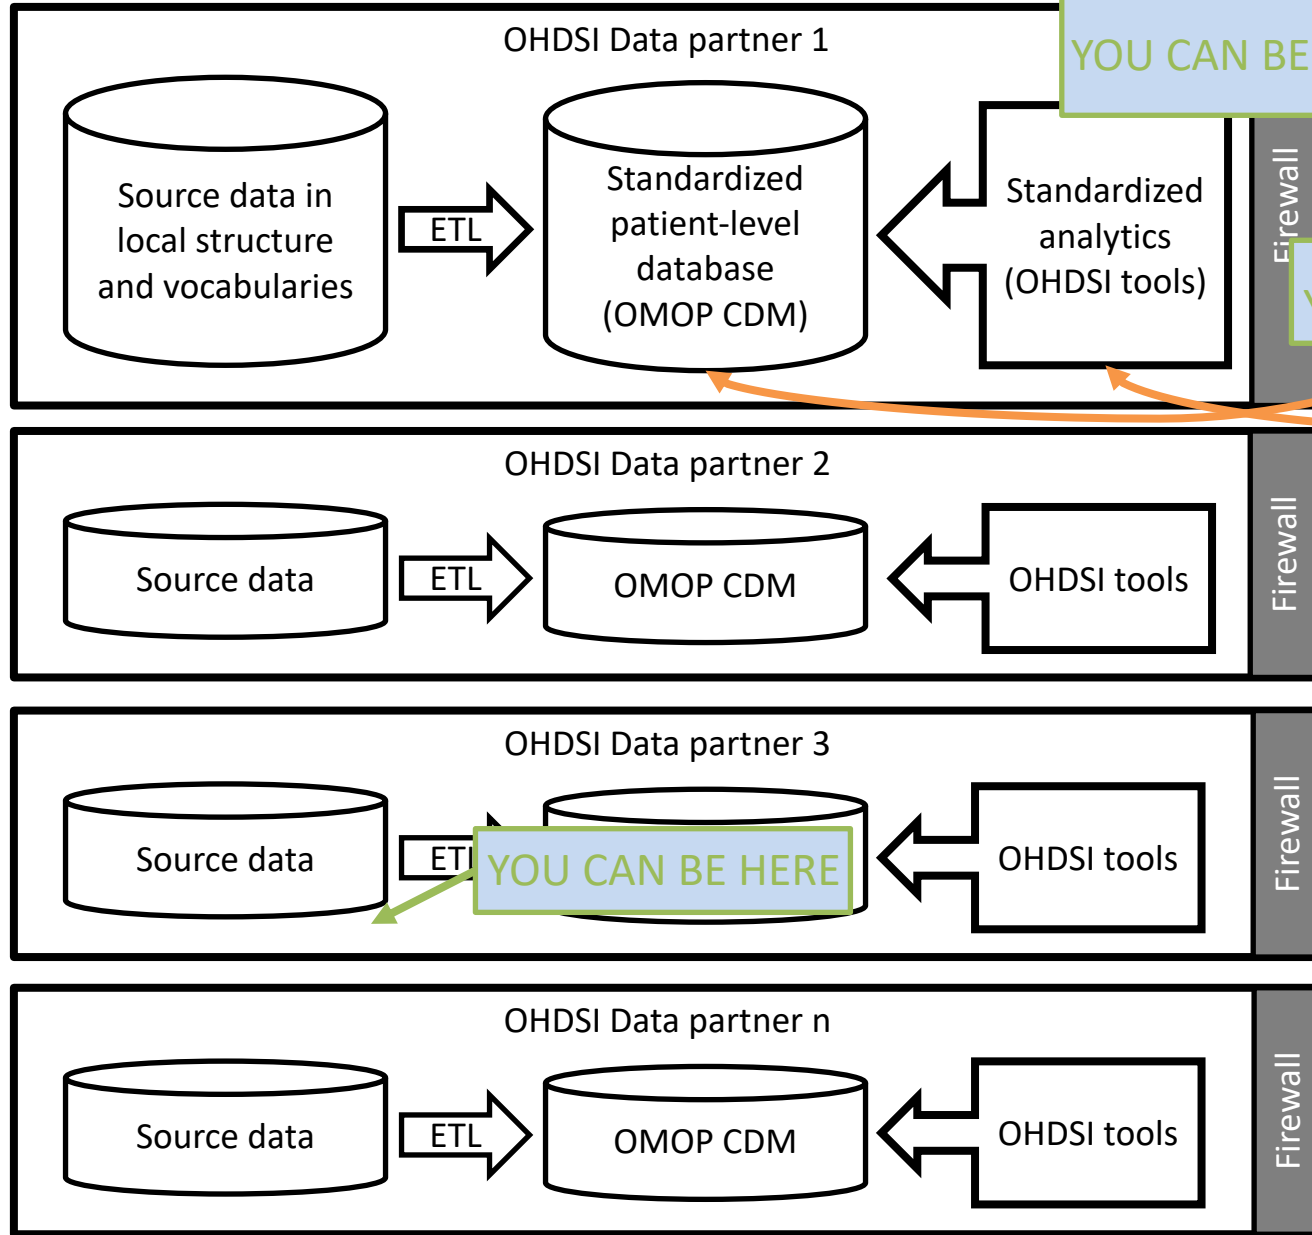 OHDSI Data partner 1
YOU CAN BE
Source data in
local structure
and vocabularies
ETL
Standardized
patient-level
database
(OMOP CDM)
Standardized
analytics
(OHDSI tools)
Firewall
OHDSI Data partner 2
Source data
ETL
OMOP CDM
OHDSI tools
Firewall
OHDSI Data partner 3
Source data
ETL
YOU CAN BE HERE
OHDSI tools
Firewall
OHDSI Data partner n
Source data
ETL
OMOP CDM
OHDSI tools
Firewall